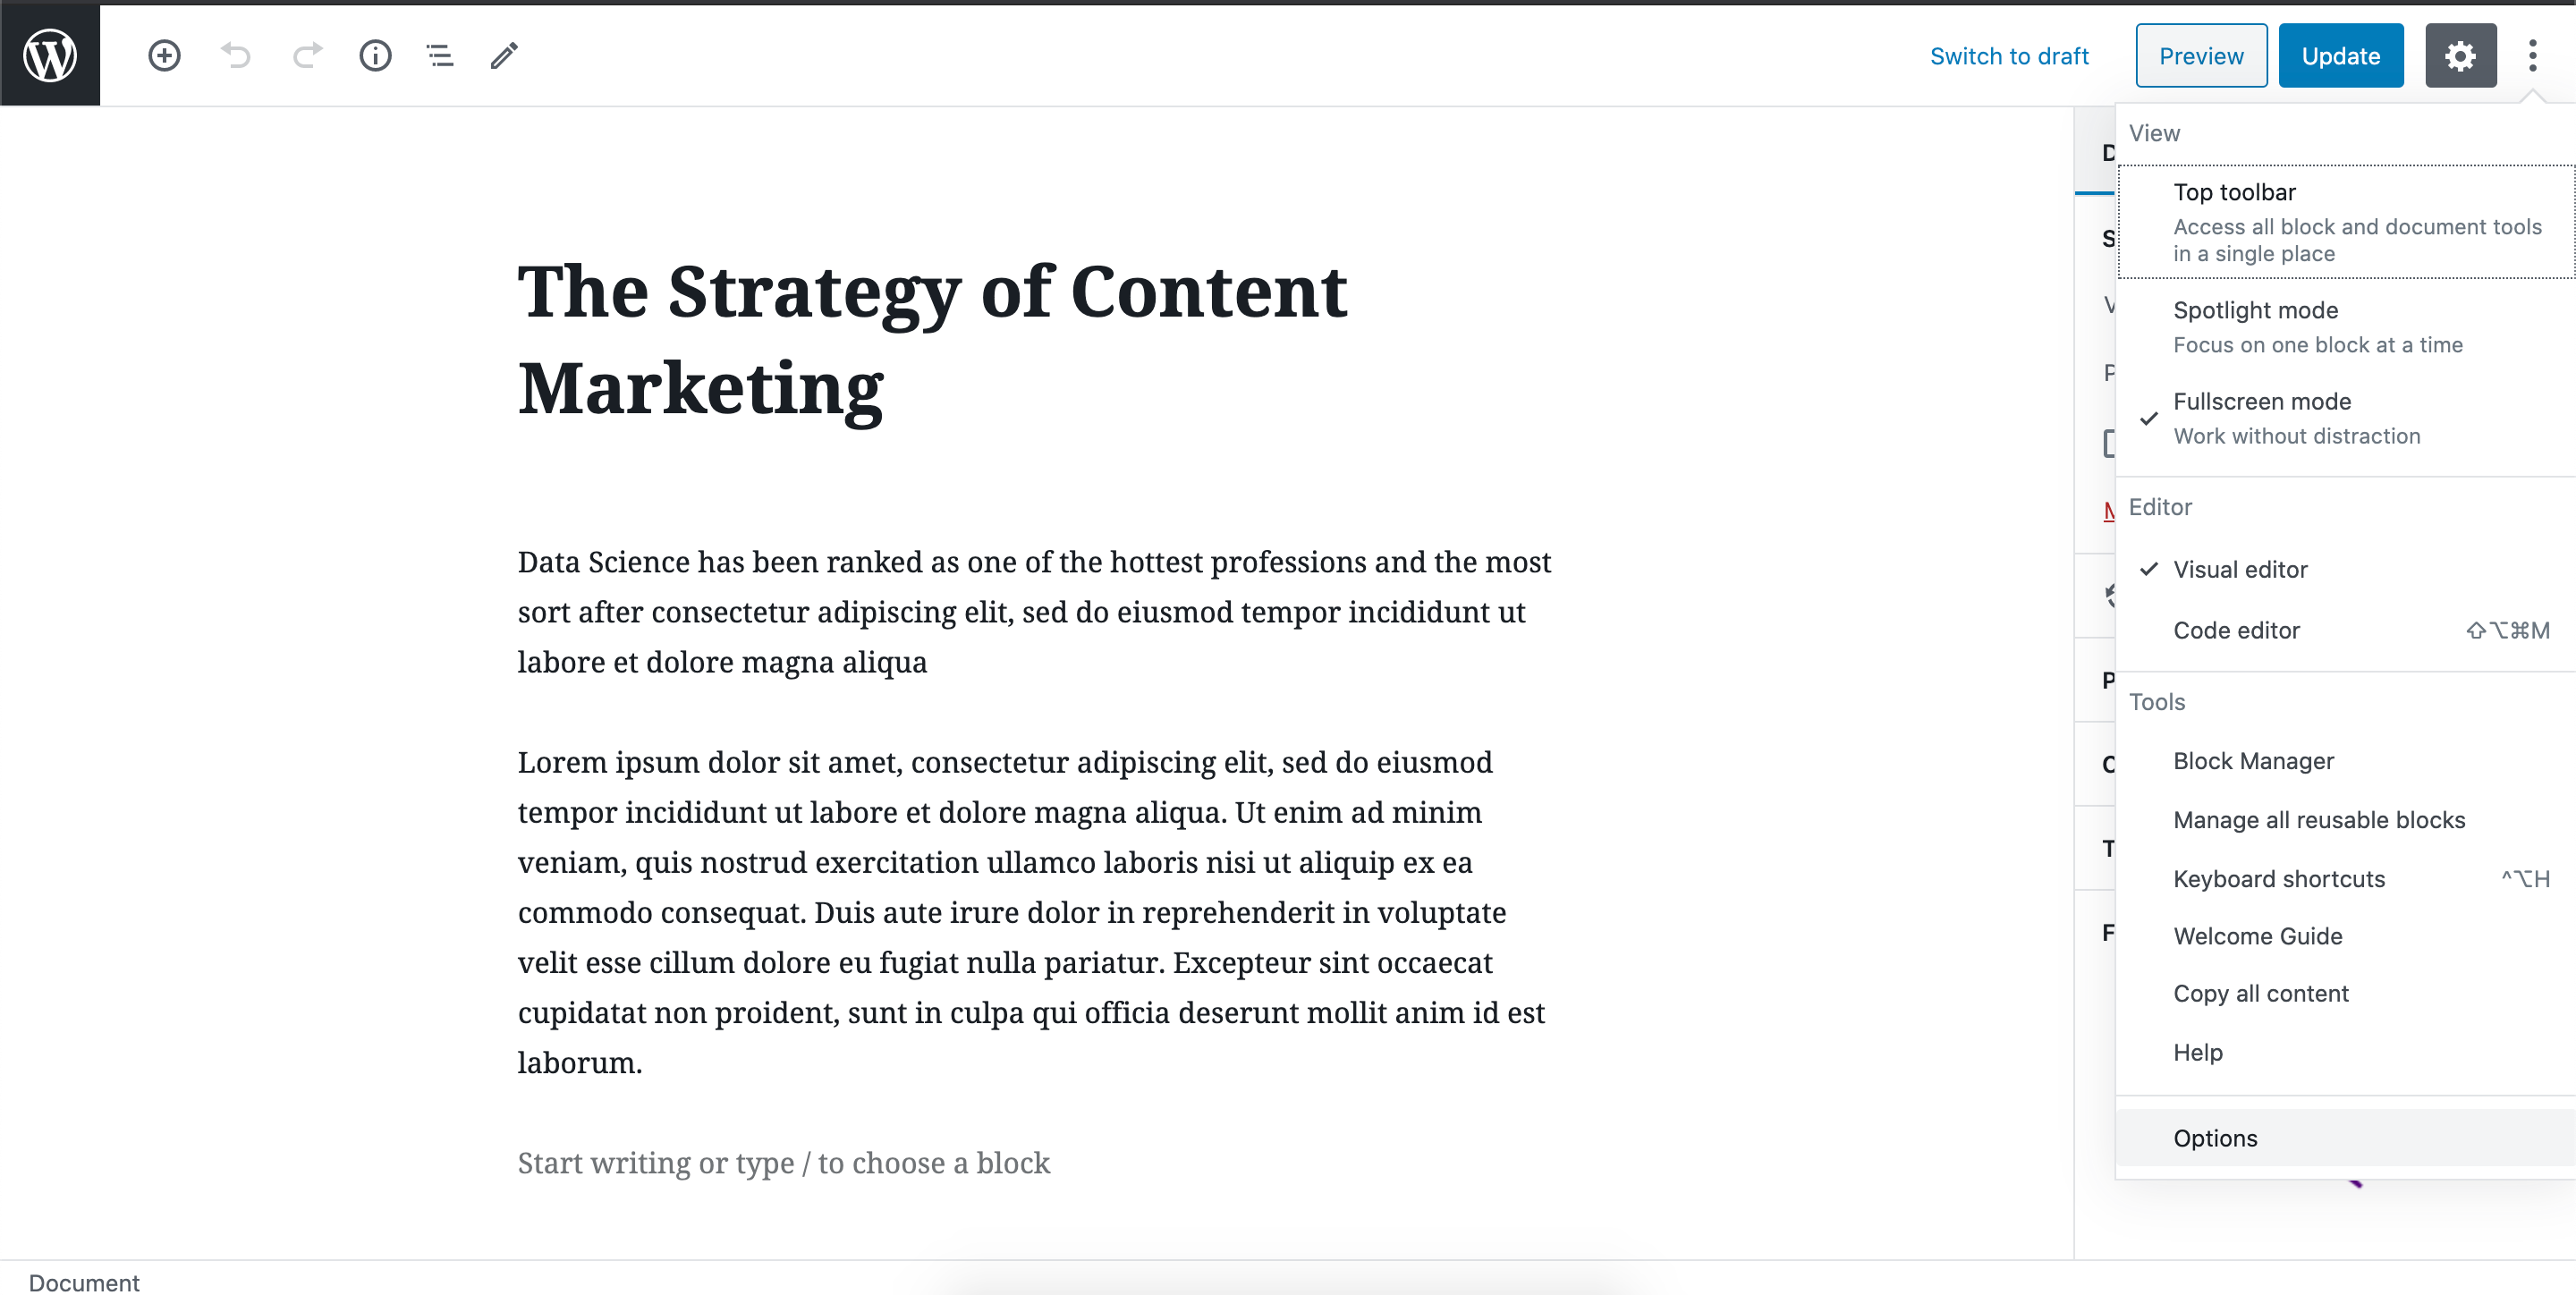 Switch to draft
Preview
Update
The Strategy of Content
Marketing
Data Science has been ranked as one of the hottest professions and the most
sort after consectetur adipiscing elit, sed do eiusmod tempor incididunt ut
labore et dolore magna aliqua
Lorem ipsum dolor sit amet, consectetur adipiscing elit, sed do eiusmod
tempor incididunt ut labore et dolore magna aliqua. Ut enim ad minim
veniam, quis nostrud exercitation ullamco laboris nisi ut aliquip ex ea
commodo consequat. Duis aute irure dolor in reprehenderit in voluptate
velit esse cillum dolore eu fugiat nulla pariatur. Excepteur sint occaecat
cupidatat non proident, sunt in culpa qui officia deserunt mollit anim id est
laborum.
Start writing or type / to choose a block
View
Top toolbar
Access all block and document tools
in a single place
Spotlight mode
Focus on one block at a time
Fullscreen mode
Work without distraction
Editor
Visual editor
Code editor ⇧⌥⌘M
Tools
Block Manager
Manage all reusable blocks
Keyboard shortcuts ^⌥H
Welcome Guide
Copy all content
Help
Options
Document